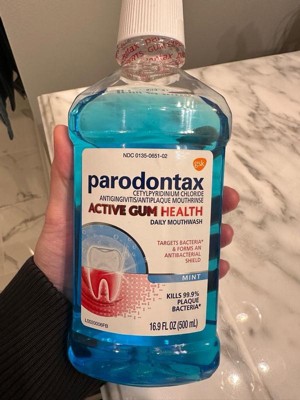 NDC 0135-0651-02
gsk
parodontax
CETYLPYRIDINIUM CHLORIDE
ANTIGINGIVITIS/ANTIPLAQUE MOUTHRINSE
ACTIVE GUM HEALTH
DAILY MOUTHWASH
TARGETS BACTERIA*
& FORMS AN
ANTIBACTERIAL
SHIELD
MINT
KILLS 99.9%
PLAQUE
BACTERIA*
16.9 FL OZ (500 mL)